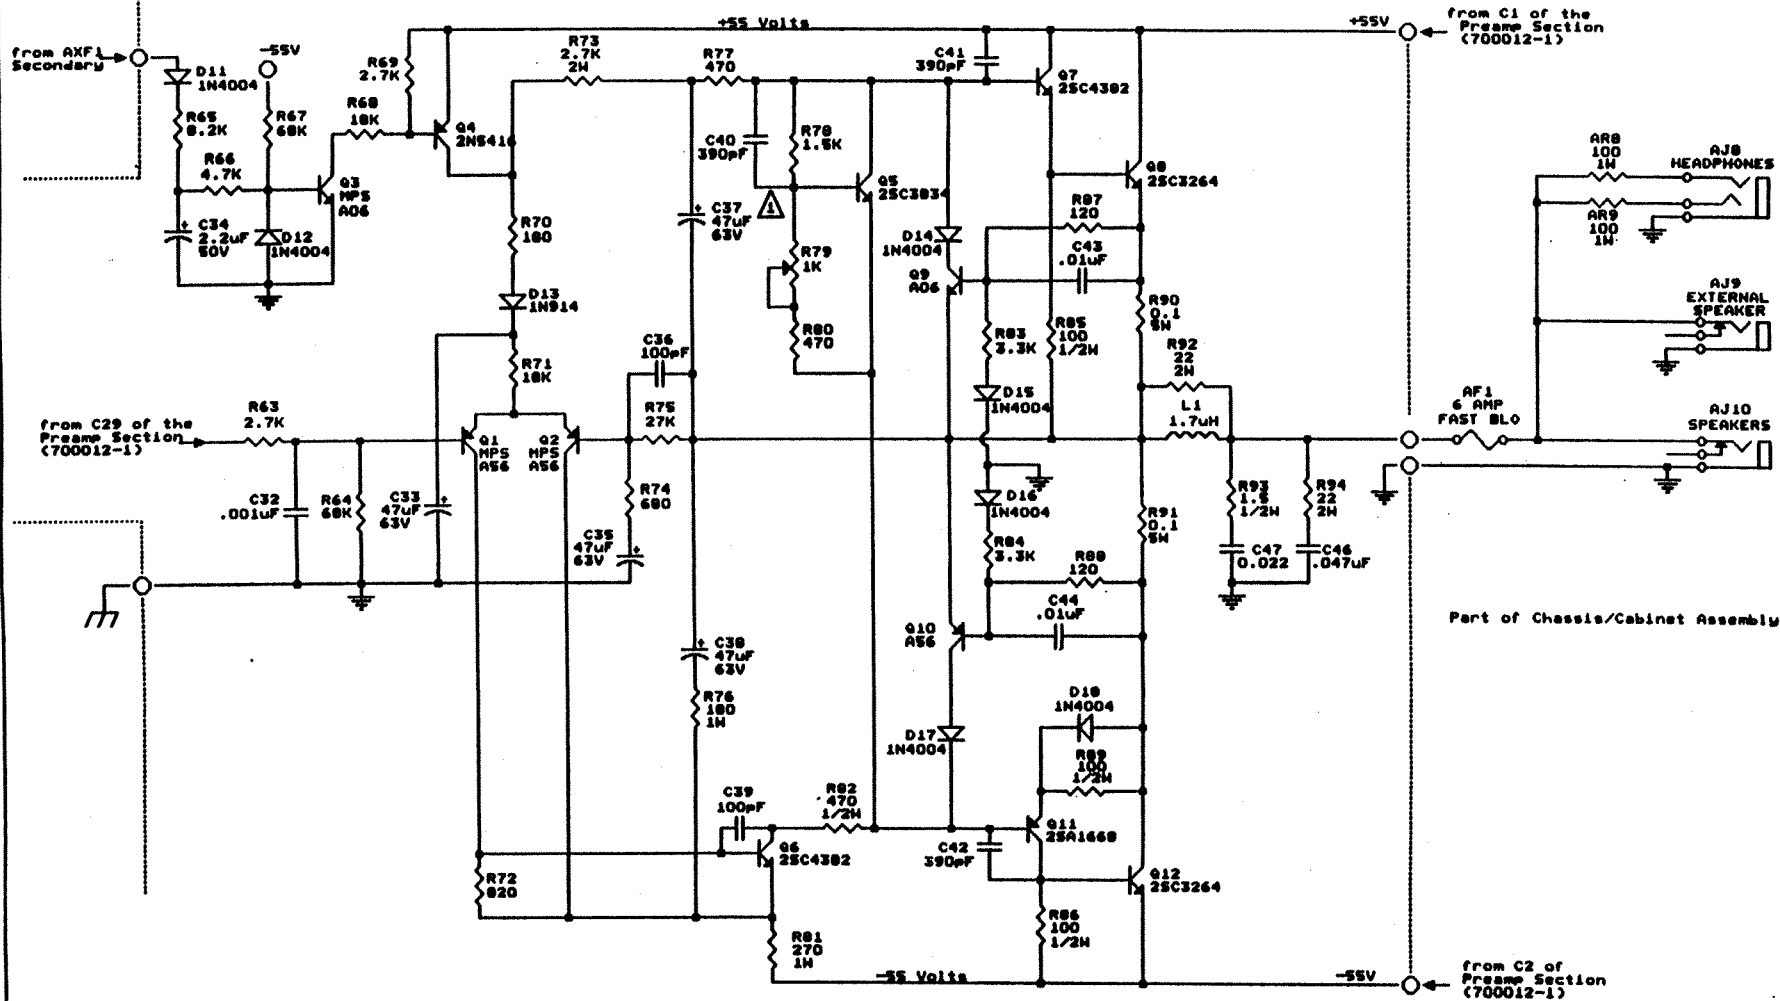 from AXF1
Secondary
-55V
D11
1N4004
R65
8.2K
R67
68K
R66
4.7K
Q3
MPS
A06
C34
2.2uF
50V
D12
1N4004
R69
2.7K
R68
18K
Q4
2N5416
+55 Volts
R73
2.7K
2W
R77
470
C41
390pF
Q7
2SC4382
+55V
from C1 of the
Preamp Section
(700012-1)
C40
390pF
R78
1.5K
Q5
2SC3834
1
Q8
2SC3264
R70
180
C37
47uF
63V
R87
120
D14
1N4004
C43
.01uF
R79
1K
Q9
A06
D13
1N914
R80
470
R83
3.3K
R85
100
1/2W
R90
0.1
5W
AR8
100
1W
AJ8
HEADPHONES
AR9
100
1W
AJ9
EXTERNAL
SPEAKER
C36
100pF
R71
18K
R92
22
2W
D15
1N4004
L1
1.7uH
AF1
6 AMP
FAST BLO
AJ10
SPEAKERS
from C29 of the
Preamp Section
(700012-1)
R63
2.7K
Q1
MPS
A56
Q2
MPS
A56
R75
27K
C32
.001uF
R64
68K
C33
47uF
63V
R74
680
C35
47uF
63V
D16
1N4004
R84
3.3K
R91
0.1
5W
R93
1.5
1/2W
R94
22
2W
C47
0.022
C46
.047uF
R88
120
C44
.01uF
Q10
A56
Part of Chassis/Cabinet Assembly
C38
47uF
63V
R76
180
1W
D18
1N4004
D17
1N4004
R89
100
1/2W
C39
100pF
R82
470
1/2W
Q11
2SA1668
Q6
2SC4382
C42
390pF
Q12
2SC3264
R72
820
R86
100
1/2W
R81
270
1W
-55 Volts
-55V
from C2 of
Preamp Section
(700012-1)